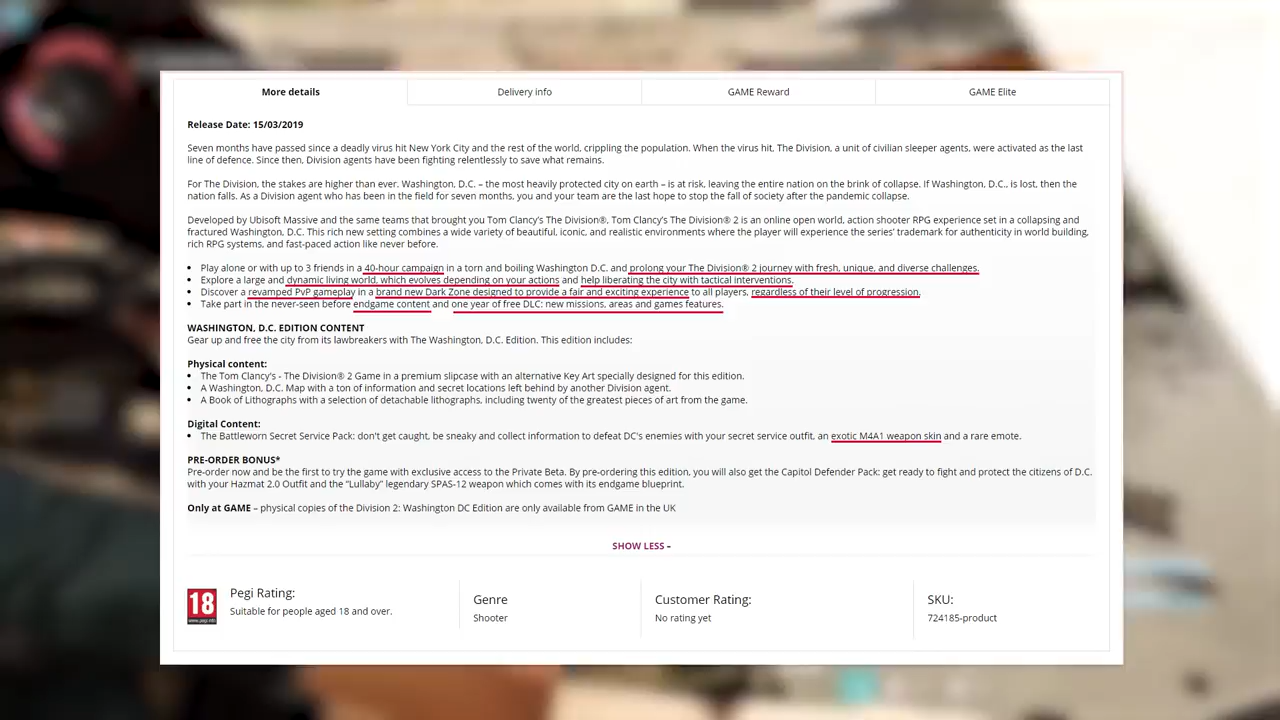 More details
Delivery info
GAME Reward
GAME Elite
Release Date: 15/03/2019
Seven months have passed since a deadly virus hit New York City and the rest of the world, crippling the population. When the virus hit, The Division, a unit of civilian sleeper agents, were activated as the last
line of defence. Since then, Division agents have been fighting relentlessly to save what remains.
For The Division, the stakes are higher than ever. Washington, D.C. – the most heavily protected city on earth – is at risk, leaving the entire nation on the brink of collapse. If Washington, D.C., is lost, then the
nation falls. As a Division agent who has been in the field for seven months, you and your team are the last hope to stop the fall of society after the pandemic collapse.
Developed by Ubisoft Massive and the same teams that brought you Tom Clancy's The Division®, Tom Clancy's The Division® 2 is an online open world, action shooter RPG experience set in a collapsing and
fractured Washington, D.C. This rich new setting combines a wide variety of beautiful, iconic, and realistic environments where the player will experience the series' trademark for authenticity in world building,
rich RPG systems, and fast-paced action like never before.
• Play alone or with up to 3 friends in a 40-hour campaign in a torn and boiling Washington D.C. and prolong­ing your The Division® 2 journey with fresh, unique, and diverse challenges.
• Explore a large and dynamic living world, which evolves depending on your actions and help liberating the city with tactical interventions.
• Discover a revamped PvP gameplay in a brand new Dark Zone designed to provide a fair and exciting experience to all players, regardless of their level of progression.
• Take part in the never-seen before endgame content and one year of free DLC: new missions, areas and games features.
WASHINGTON, D.C. EDITION CONTENT
Gear up and free the city from its lawbreakers with The Washington, D.C. Edition. This edition includes:
Physical content:
• The Tom Clancy's - The Division® 2 Game in a premium slipcase with an alternative Key Art specially designed for this edition.
• A Washington, D.C. Map with a ton of information and secret locations left behind by another Division agent.
• A Book of Lithographs with a selection of detachable lithographs, including twenty of the greatest pieces of art from the game.
Digital Content:
• The Battleworn Secret Service Pack: don't get caught, be sneaky and collect information to defeat DC's enemies with your secret service outfit, an exotic M4A1 weapon skin and a rare emote.
PRE-ORDER BONUS*
Pre-order now and be the first to try the game with exclusive access to the Private Beta. By pre-ordering this edition, you will also get the Capitol Defender Pack: get ready to fight and protect the citizens of D.C.
with your Hazmat 2.0 Outfit and the "Lullaby" legendary SPAS-12 weapon which comes with its endgame blueprint.
Only at GAME – physical copies of the Division 2: Washington DC Edition are only available from GAME in the UK
SHOW LESS –
18
www.pegi.info
Pegi Rating:
Suitable for people aged 18 and over.
Genre
Shooter
Customer Rating:
No rating yet
SKU:
724185-product